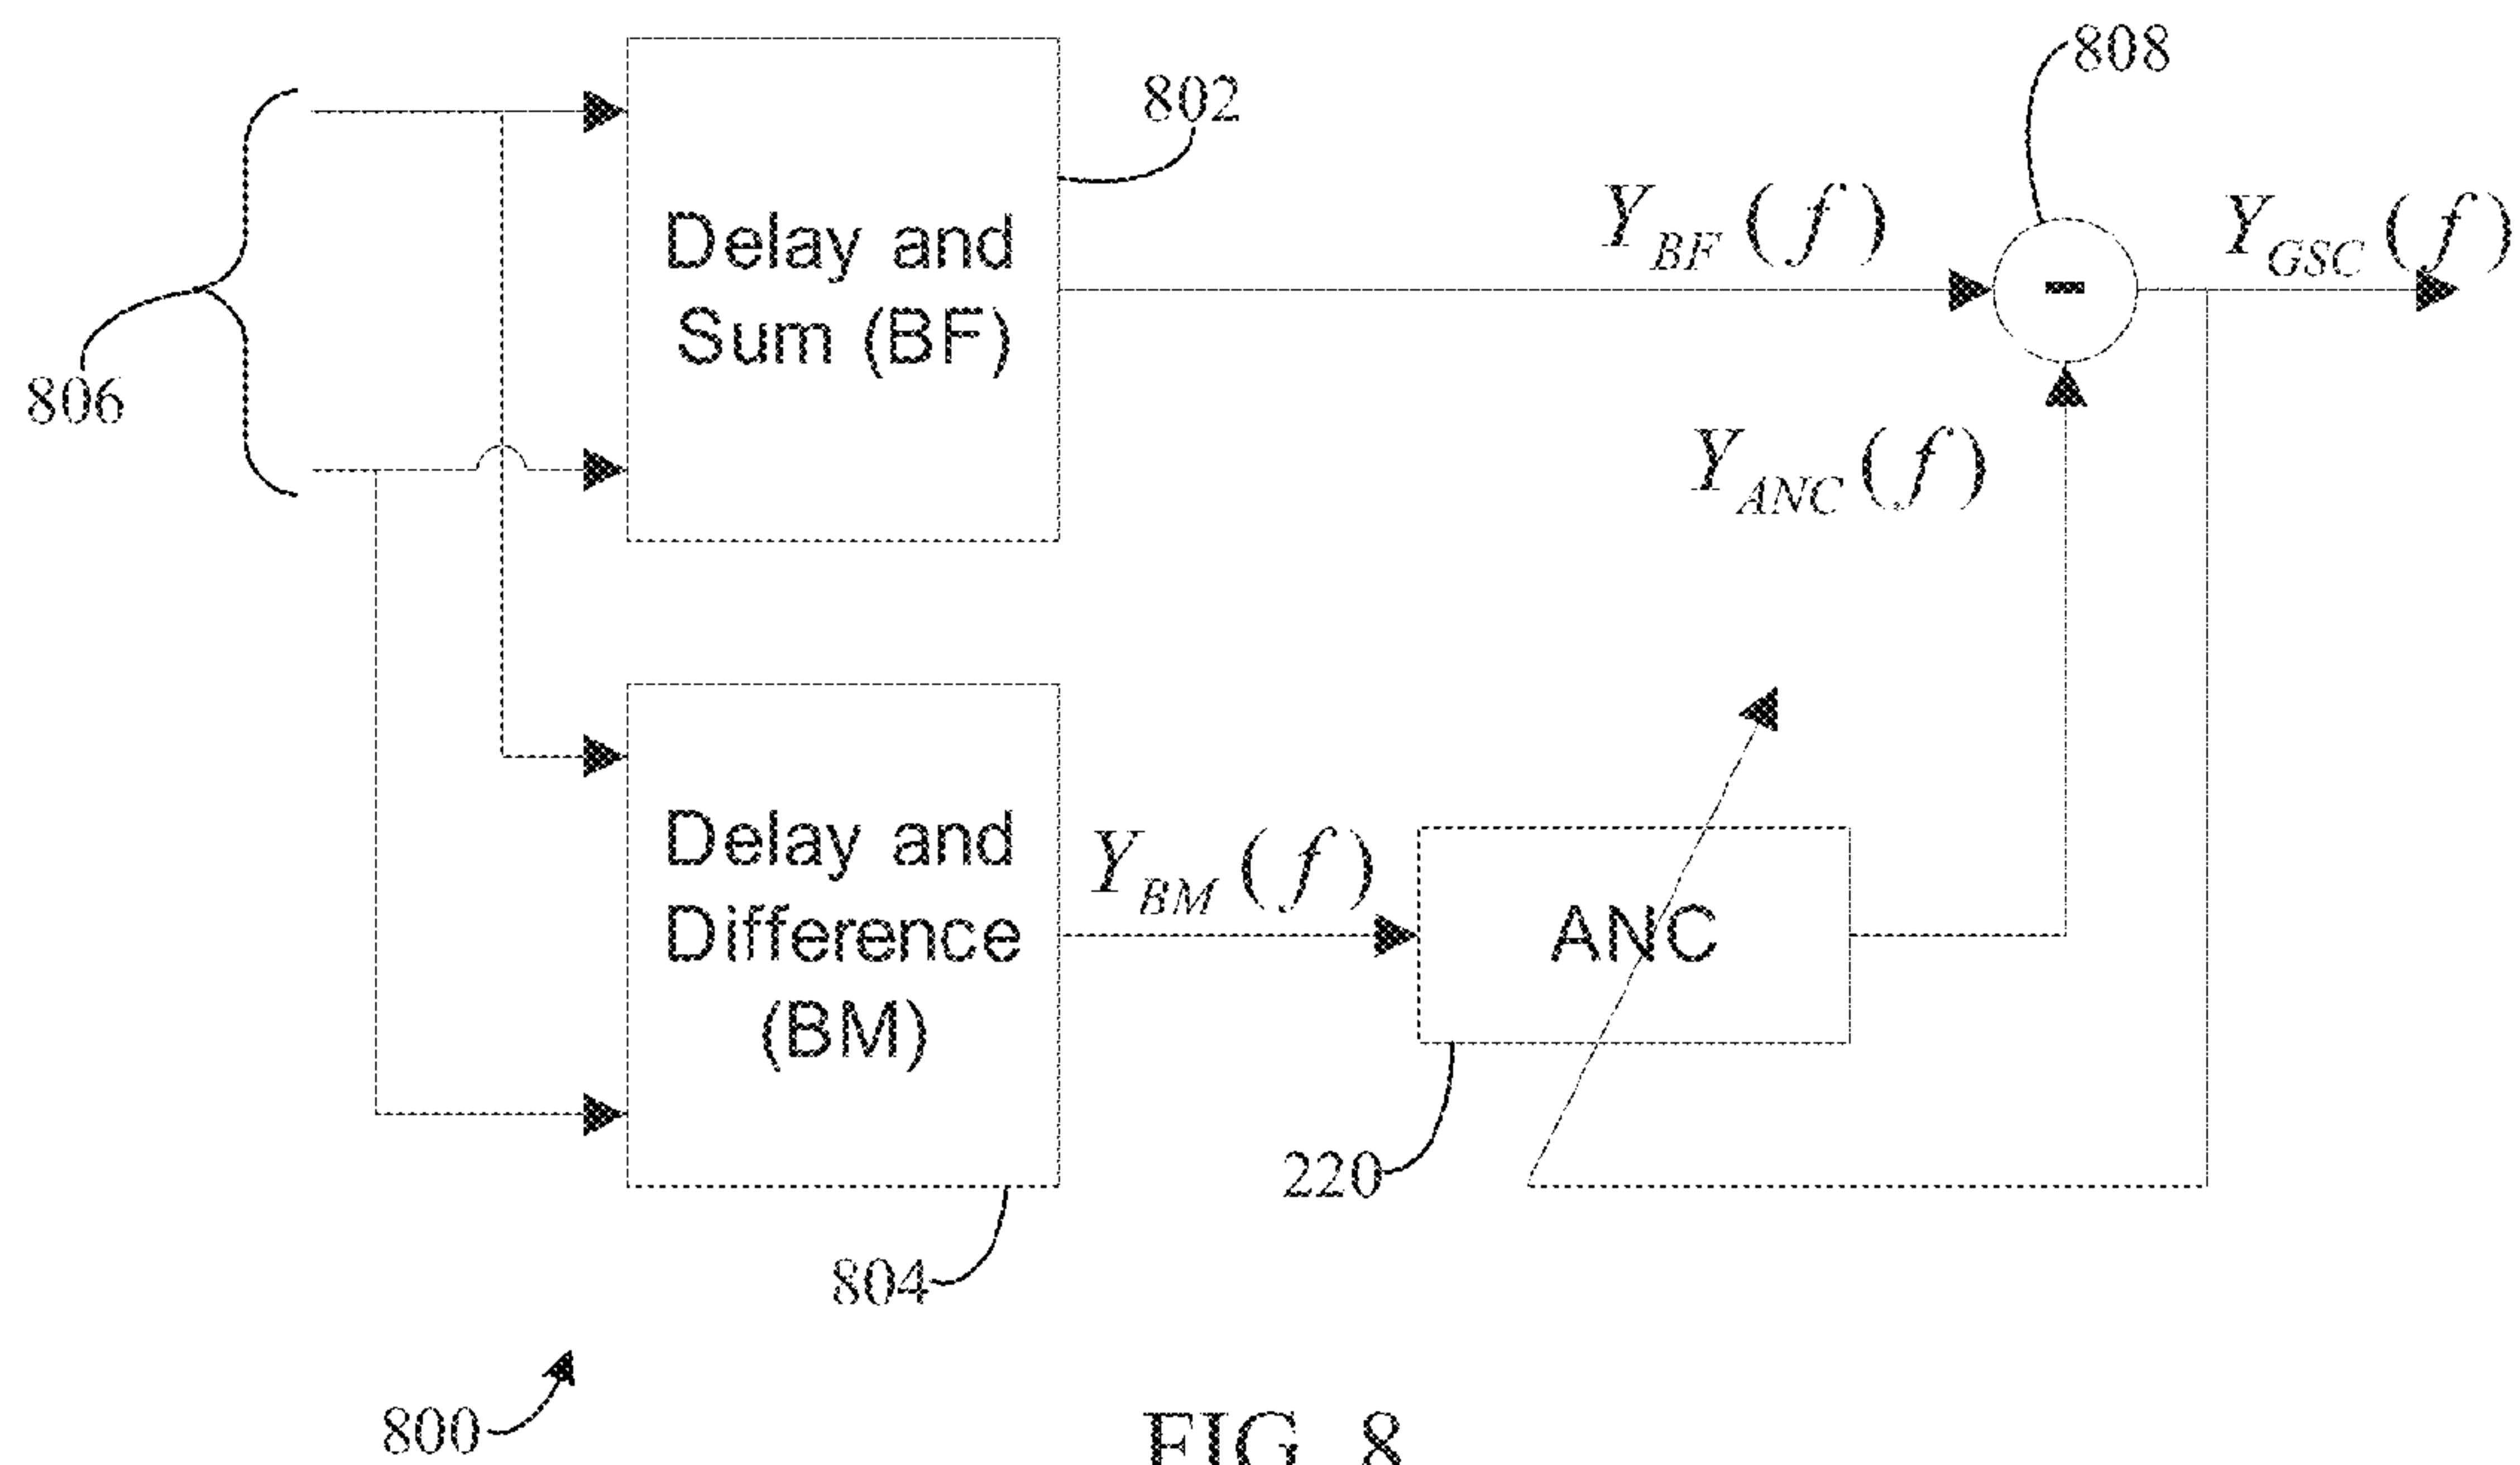 808
802
Delay and
Sum (BF)
Y_BF (f)
-
Y_GSC (f)
806
Y_ANC (f)
Delay and
Difference
(BM)
Y_BM (f)
ANC
220
804
800
FIG. 8